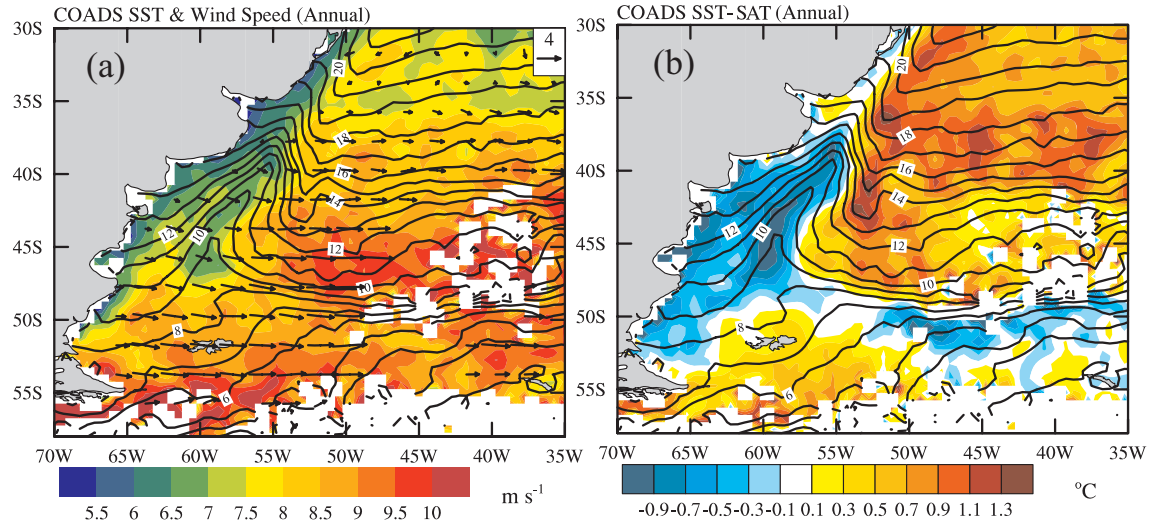 COADS SST & Wind Speed (Annual)
COADS SST-SAT (Annual)
30S
35S
40S
45S
50S
55S
(a)
4
20
18
16
14
12
12
10
10
8
6
70W
65W
60W
55W
50W
45W
40W
35W
5.5 6 6.5 7 7.5 8 8.5 9 9.5 10
m s⁻¹
30S
35S
40S
45S
50S
55S
(b)
20
18
16
14
12
12
10
10
8
6
70W
65W
60W
55W
50W
45W
40W
35W
-0.9 -0.7 -0.5 -0.3 -0.1 0.1 0.3 0.5 0.7 0.9 1.1 1.3
°C